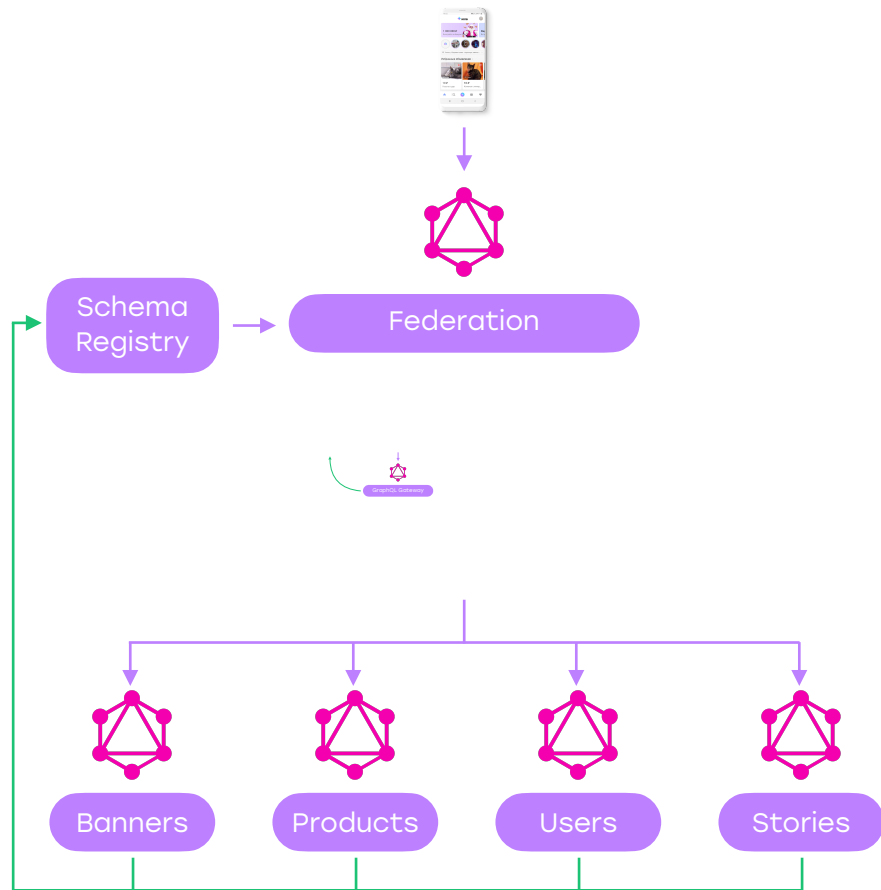 Schema
Registry
Federation
GraphQL Gateway
Banners
Products
Users
Stories